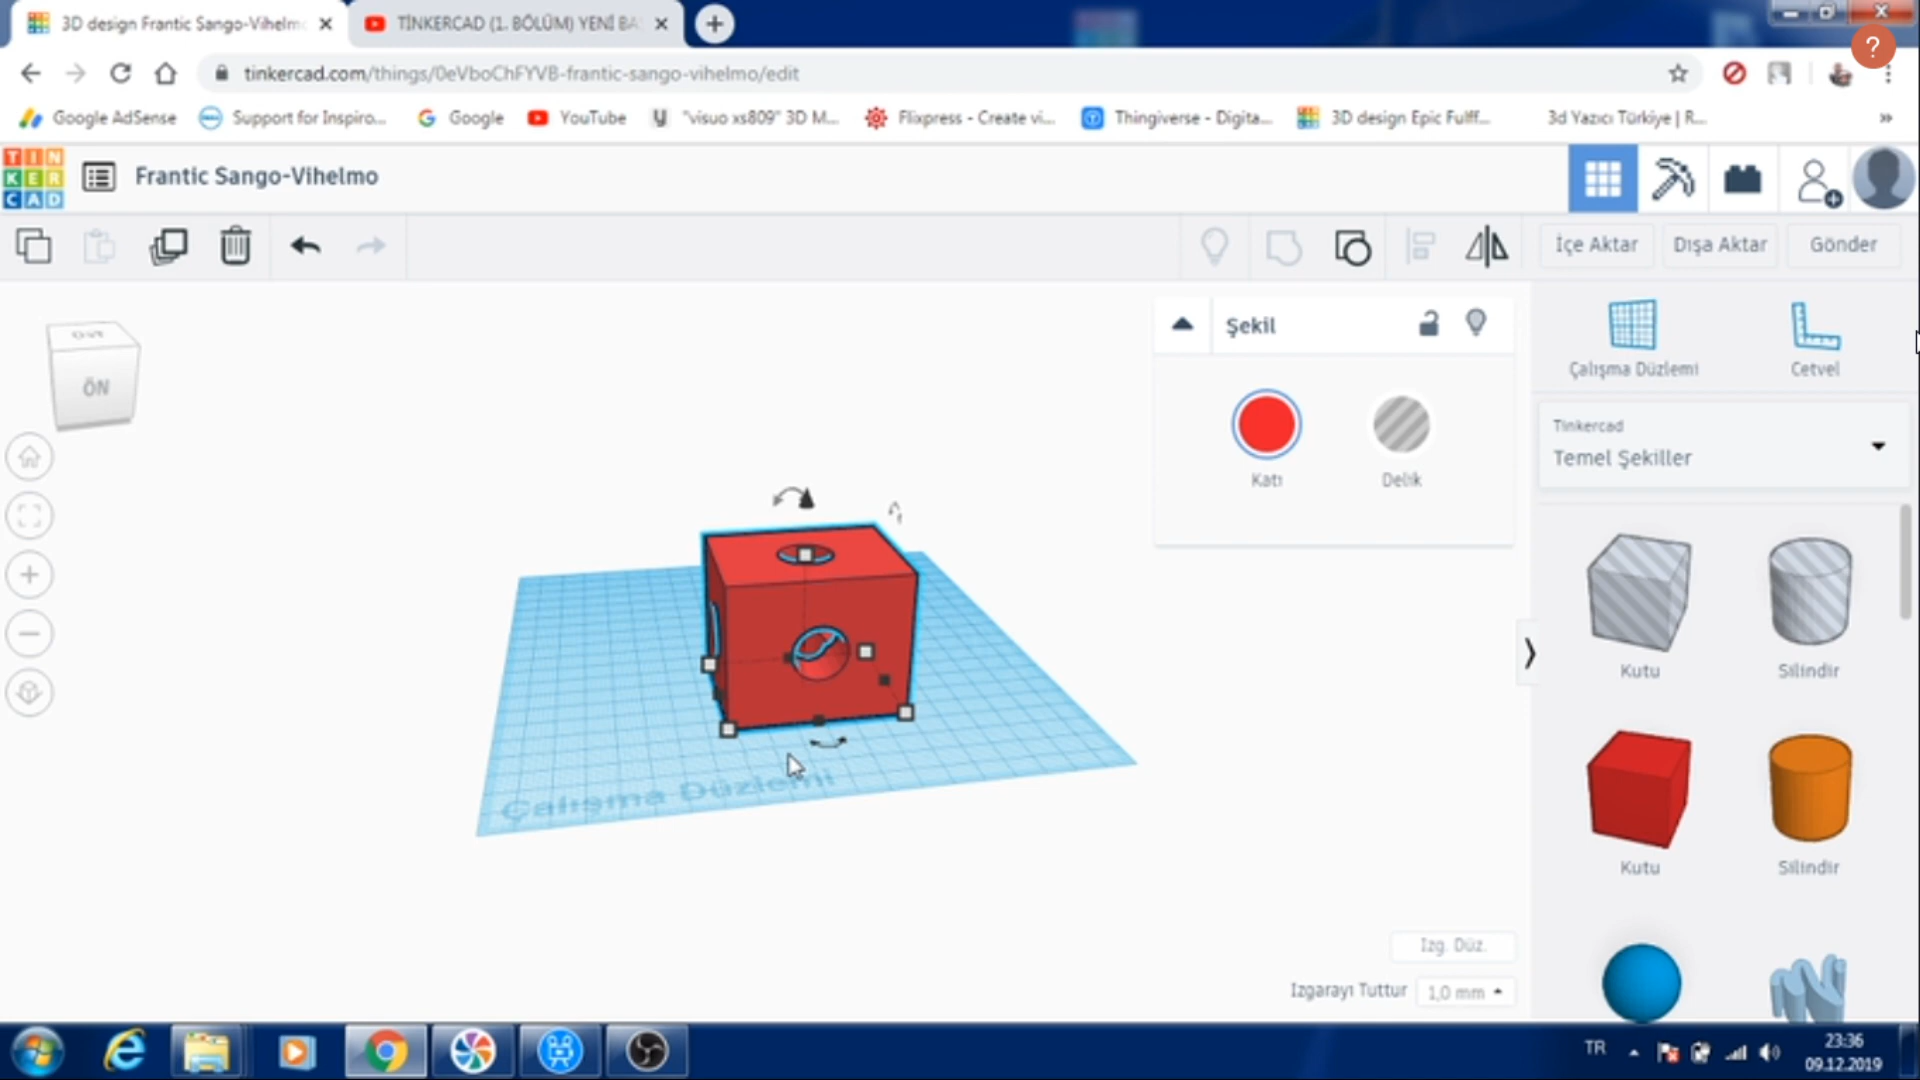 3D design Frantic Sango-Vihelmo
TİNKERCAD (1. BÖLÜM) YENİ BA
tinkercad.com/things/0eVboChFYVB-frantic-sango-vihelmo/edit
?
Google AdSense
Support for Inspiro...
Google
YouTube
"visuo xs809" 3D M...
Flixpress - Create vi...
Thingiverse - Digita...
3D design Epic Fulff...
3d Yazıcı Türkiye | R...
»
TIN
KER
CAD
Frantic Sango-Vihelmo
İçe Aktar
Dışa Aktar
Gönder
ÖN
Şekil
Katı
Delik
Çalışma Düzlemi
Cetvel
Tinkercad
Temel Şekiller
Kutu
Silindir
Kutu
Silindir
Çalışma Düzlemi
Izg. Düz.
Izgarayı Tuttur
1,0 mm
TR
23:36
09.12.2019